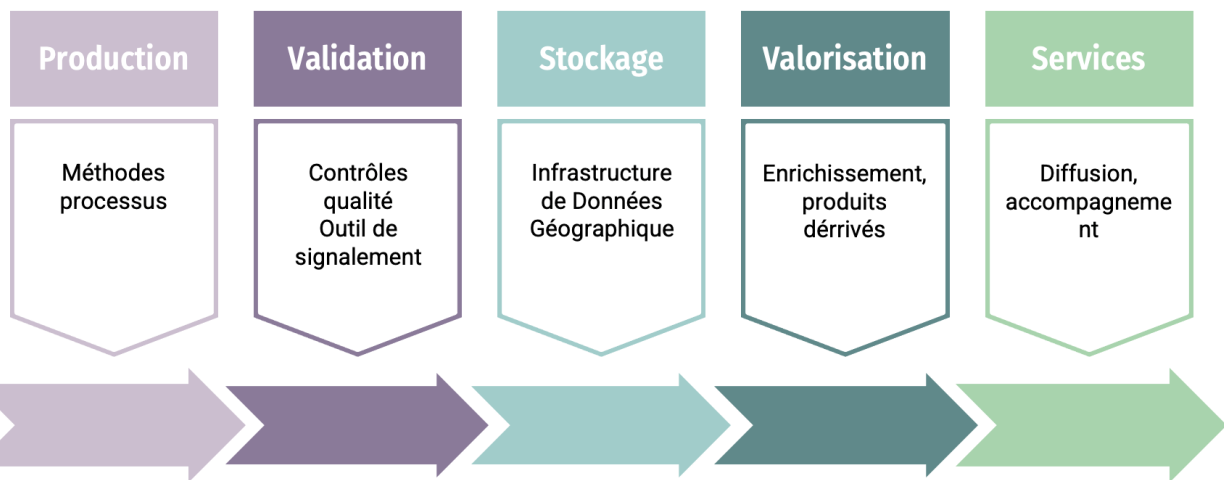 Production
Validation
Stockage
Valorisation
Services
Méthodes
processus
Contrôles
qualité
Outil de
signalement
Infrastructure
de Données
Géographique
Enrichissement,
produits
dérrivés
Diffusion,
accompagneme
nt